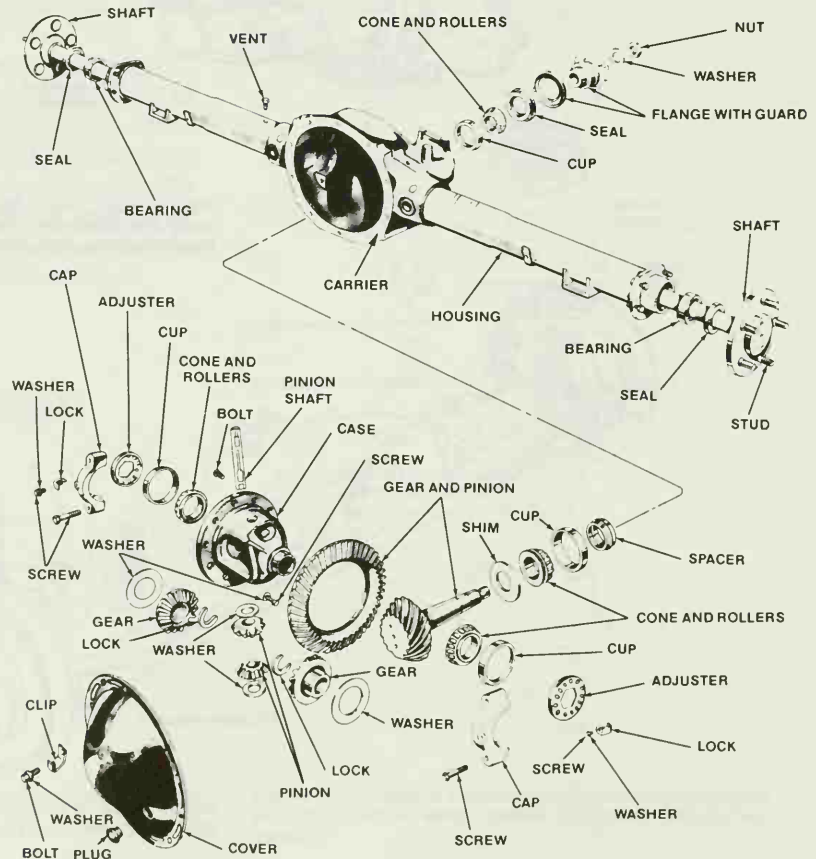 SHAFT
CONE AND ROLLERS
NUT
VENT
WASHER
FLANGE WITH GUARD
SEAL
SEAL
CUP
BEARING
SHAFT
CARRIER
CAP
HOUSING
ADJUSTER
CUP
BEARING
CONE AND
ROLLERS
PINION
SHAFT
SEAL
WASHER
BOLT
LOCK
CASE
STUD
SCREW
GEAR AND PINION
CUP
SHIM
WASHER
SPACER
SCREW
GEAR
CONE AND ROLLERS
LOCK
WASHER
GEAR
CUP
ADJUSTER
CLIP
WASHER
LOCK
LOCK
SCREW
PINION
CAP
WASHER
WASHER
SCREW
BOLT
PLUG
COVER